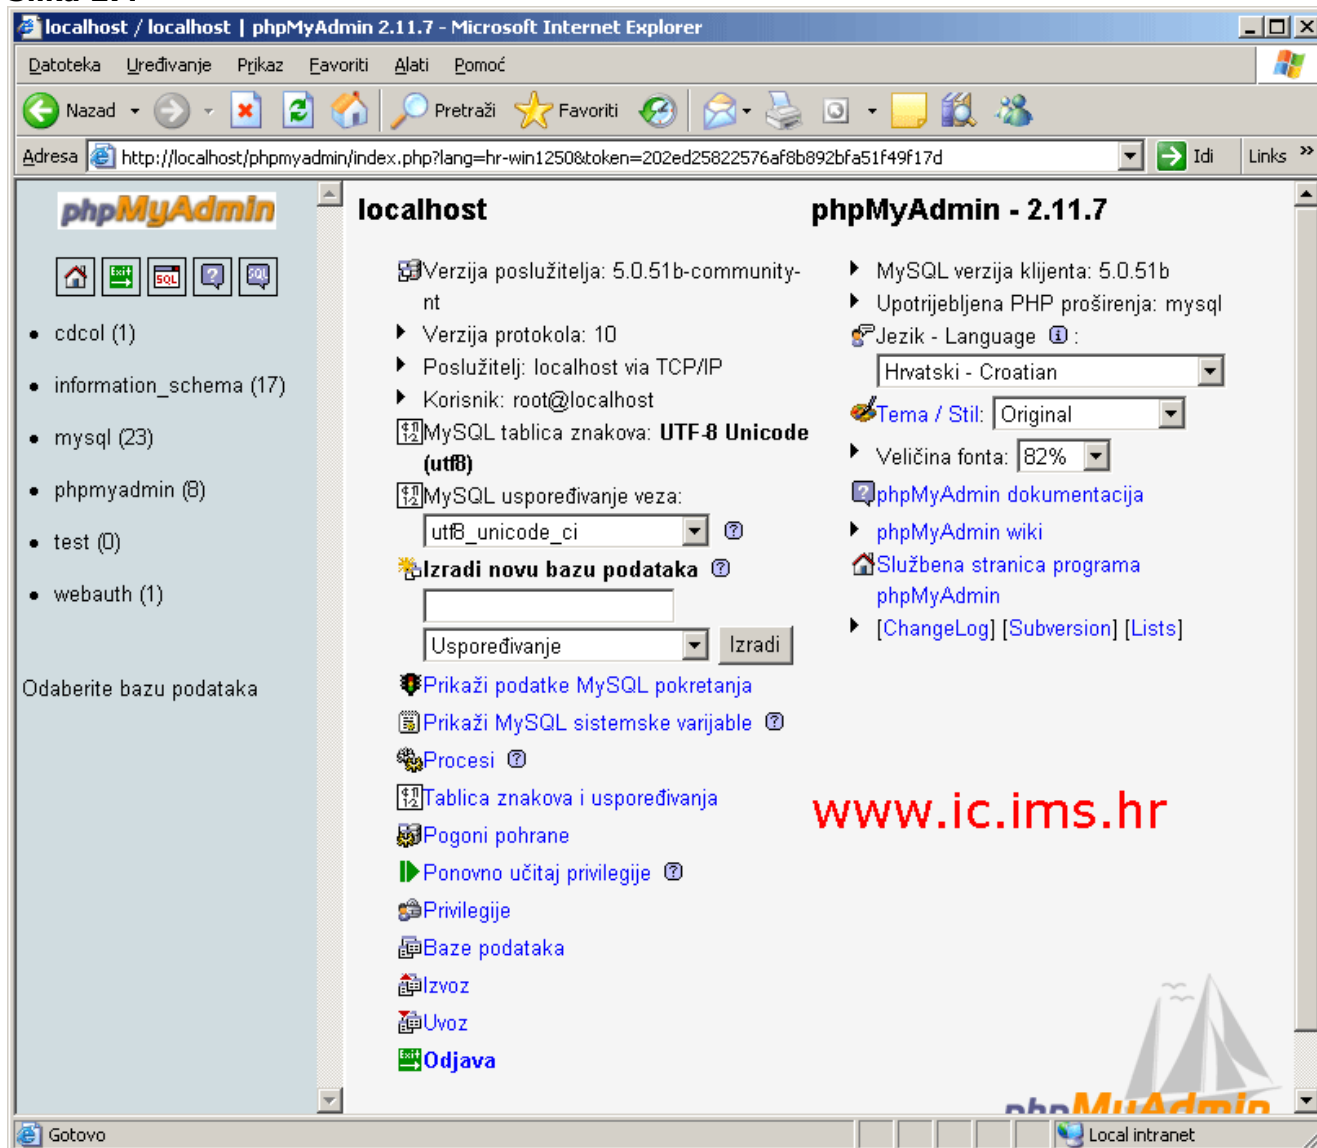 localhost / localhost | phpMyAdmin 2.11.7 - Microsoft Internet Explorer
Datoteka Uređivanje Prikaz Favoriti Alati Pomoć
Nazad Pretraži Favoriti
Adresa http://localhost/phpmyadmin/index.php?lang=hr-win1250&token=202ed25822576af8b892bfa51f49f17d Idi Links »
phpMyAdmin
Exit SQL ? SQL
cdcol (1)
information_schema (17)
mysql (23)
phpmyadmin (8)
test (0)
webauth (1)
Odaberite bazu podataka
localhost
Verzija poslužitelja: 5.0.51b-community-
nt
Verzija protokola: 10
Poslužitelj: localhost via TCP/IP
Korisnik: root@localhost
MySQL tablica znakova: UTF-8 Unicode
(utf8)
MySQL uspoređivanje veza:
utf8_unicode_ci
Izradi novu bazu podataka
Uspoređivanje Izradi
Prikaži podatke MySQL pokretanja
Prikaži MySQL sistemske varijable
Procesi
Tablica znakova i uspoređivanja
Pogoni pohrane
Ponovno učitaj privilegije
Privilegije
Baze podataka
Izvoz
Uvoz
Odjava
phpMyAdmin - 2.11.7
MySQL verzija klijenta: 5.0.51b
Upotrijebljena PHP proširenja: mysql
Jezik - Language :
Hrvatski - Croatian
Tema / Stil: Original
Veličina fonta: 82%
phpMyAdmin dokumentacija
phpMyAdmin wiki
Službena stranica programa
phpMyAdmin
[ChangeLog] [Subversion] [Lists]
www.ic.ims.hr
phpMyAdmin
Gotovo Local intranet